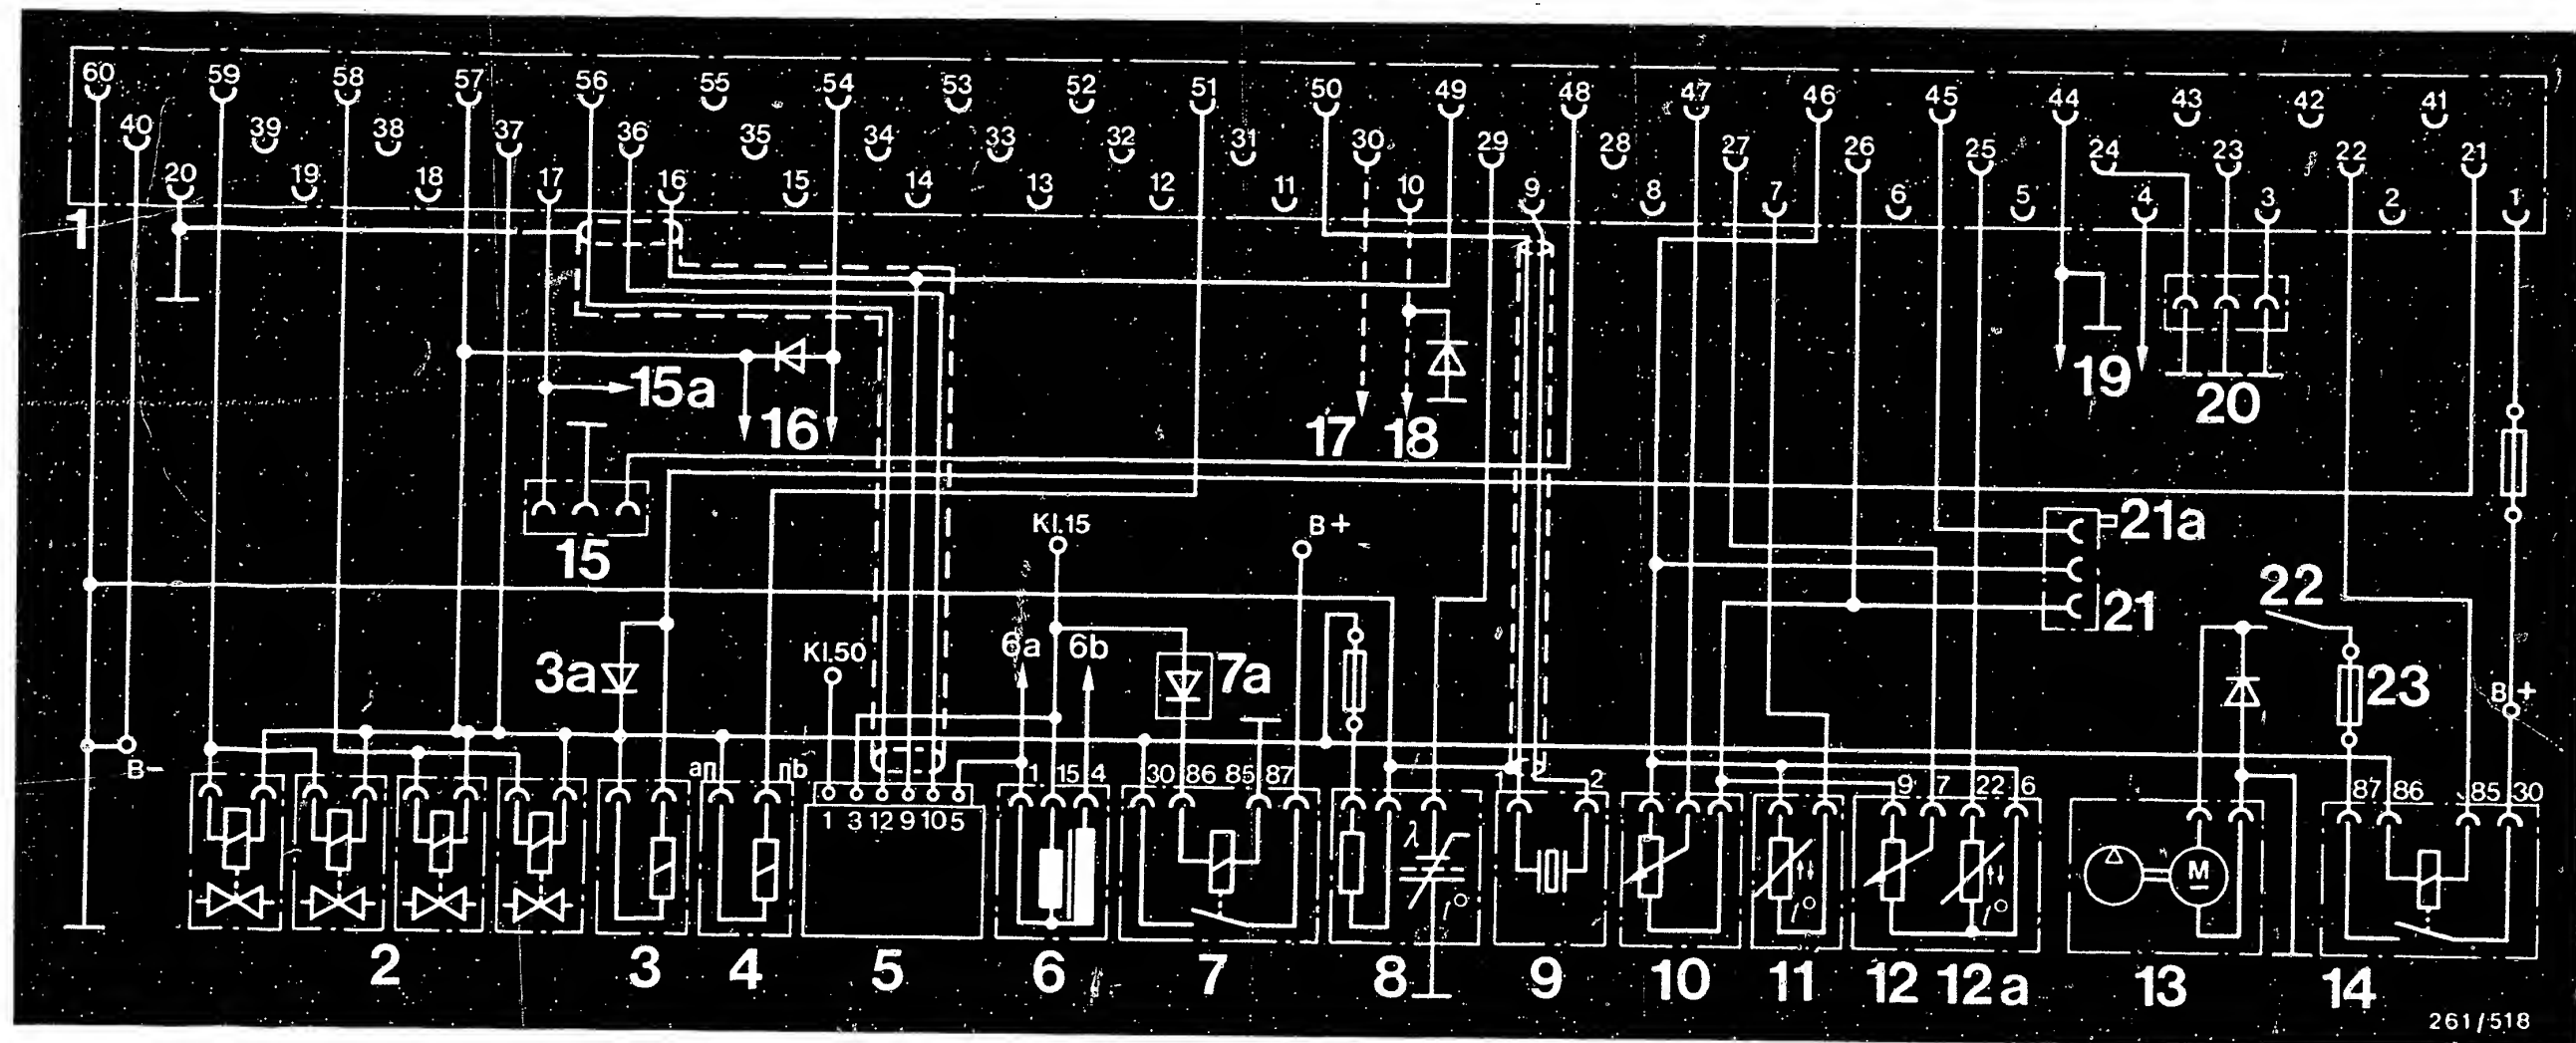 60 59 58 57 56 55 54 53 52 51 50 49 48 47 46 45 44 43 42 41
40 39 38 37 36 35 34 33 32 31 30 29 28 27 26 25 24 23 22 21
20 19 18 17 16 15 14 13 12 11 10 9 8 7 6 5 4 3 2 1
1
15a 16 17 18 19 20
15 Kl.15 B+ 21a
22
21
Kl.50 6a 6b
3a 7a 23
B+
B-
a b 1 15 4 30 86 85 87 1 2 9 7 22 6 87 86 85 30
1 3 12 9 10 5 λ
M
t° t° t°
2 3 4 5 6 7 8 9 10 11 12 12a 13 14
261/518